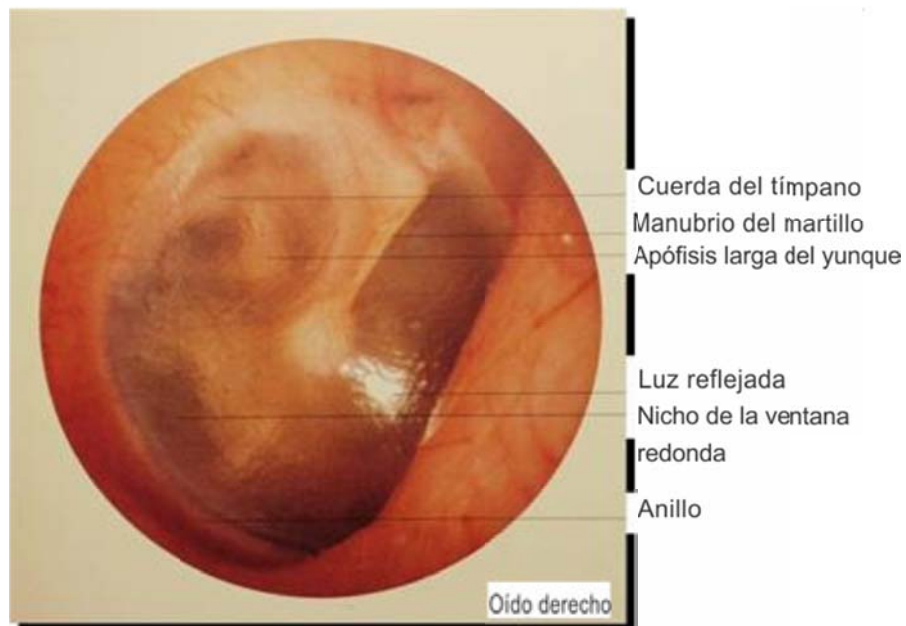 Cuerda del tímpano
Manubrio del martillo
Apófisis larga del yunque
Luz reflejada
Nicho de la ventana
redonda
Anillo
Oído derecho